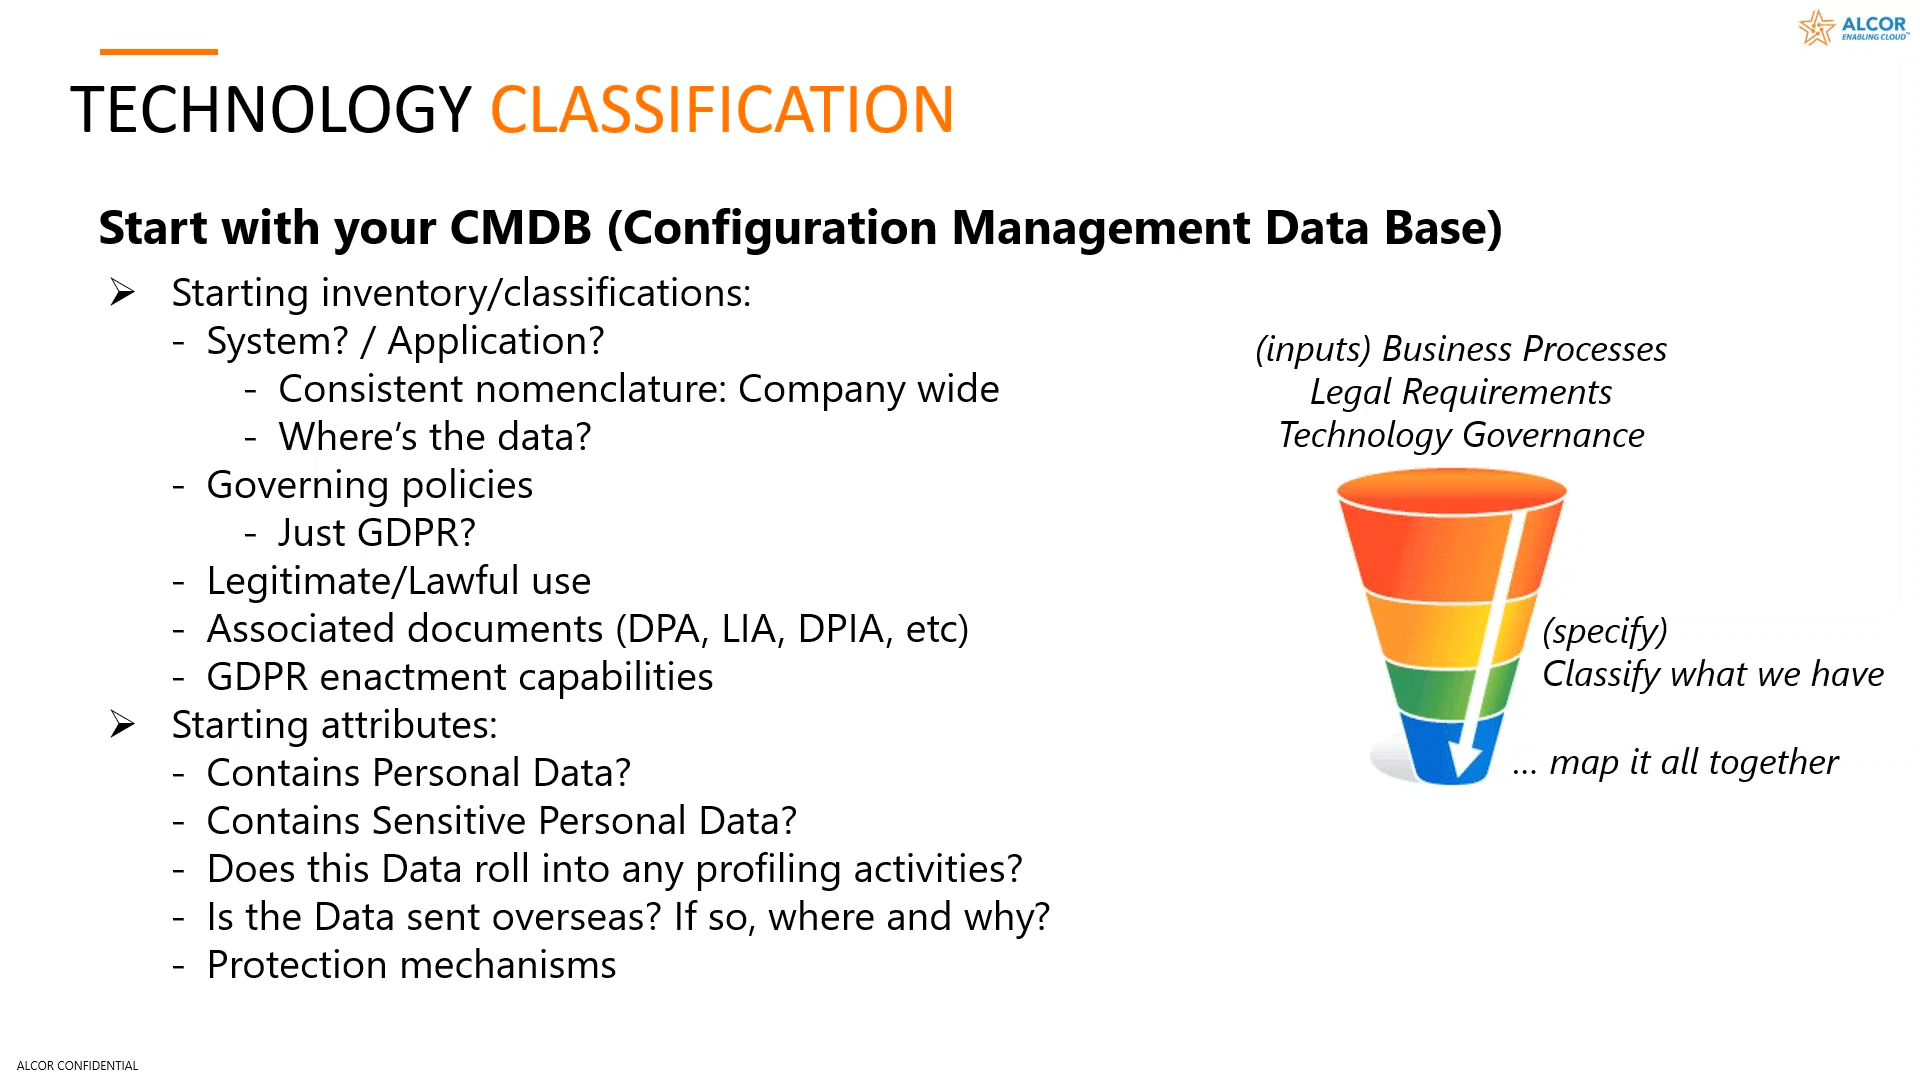 ALCOR
ENABLING CLOUD™
TECHNOLOGY CLASSIFICATION
Start with your CMDB (Configuration Management Data Base)
➢ Starting inventory/classifications:
- System? / Application?
- Consistent nomenclature: Company wide
- Where’s the data?
- Governing policies
- Just GDPR?
- Legitimate/Lawful use
- Associated documents (DPA, LIA, DPIA, etc)
- GDPR enactment capabilities
➢ Starting attributes:
- Contains Personal Data?
- Contains Sensitive Personal Data?
- Does this Data roll into any profiling activities?
- Is the Data sent overseas? If so, where and why?
- Protection mechanisms
(inputs) Business Processes
Legal Requirements
Technology Governance
(specify)
Classify what we have
... map it all together
ALCOR CONFIDENTIAL